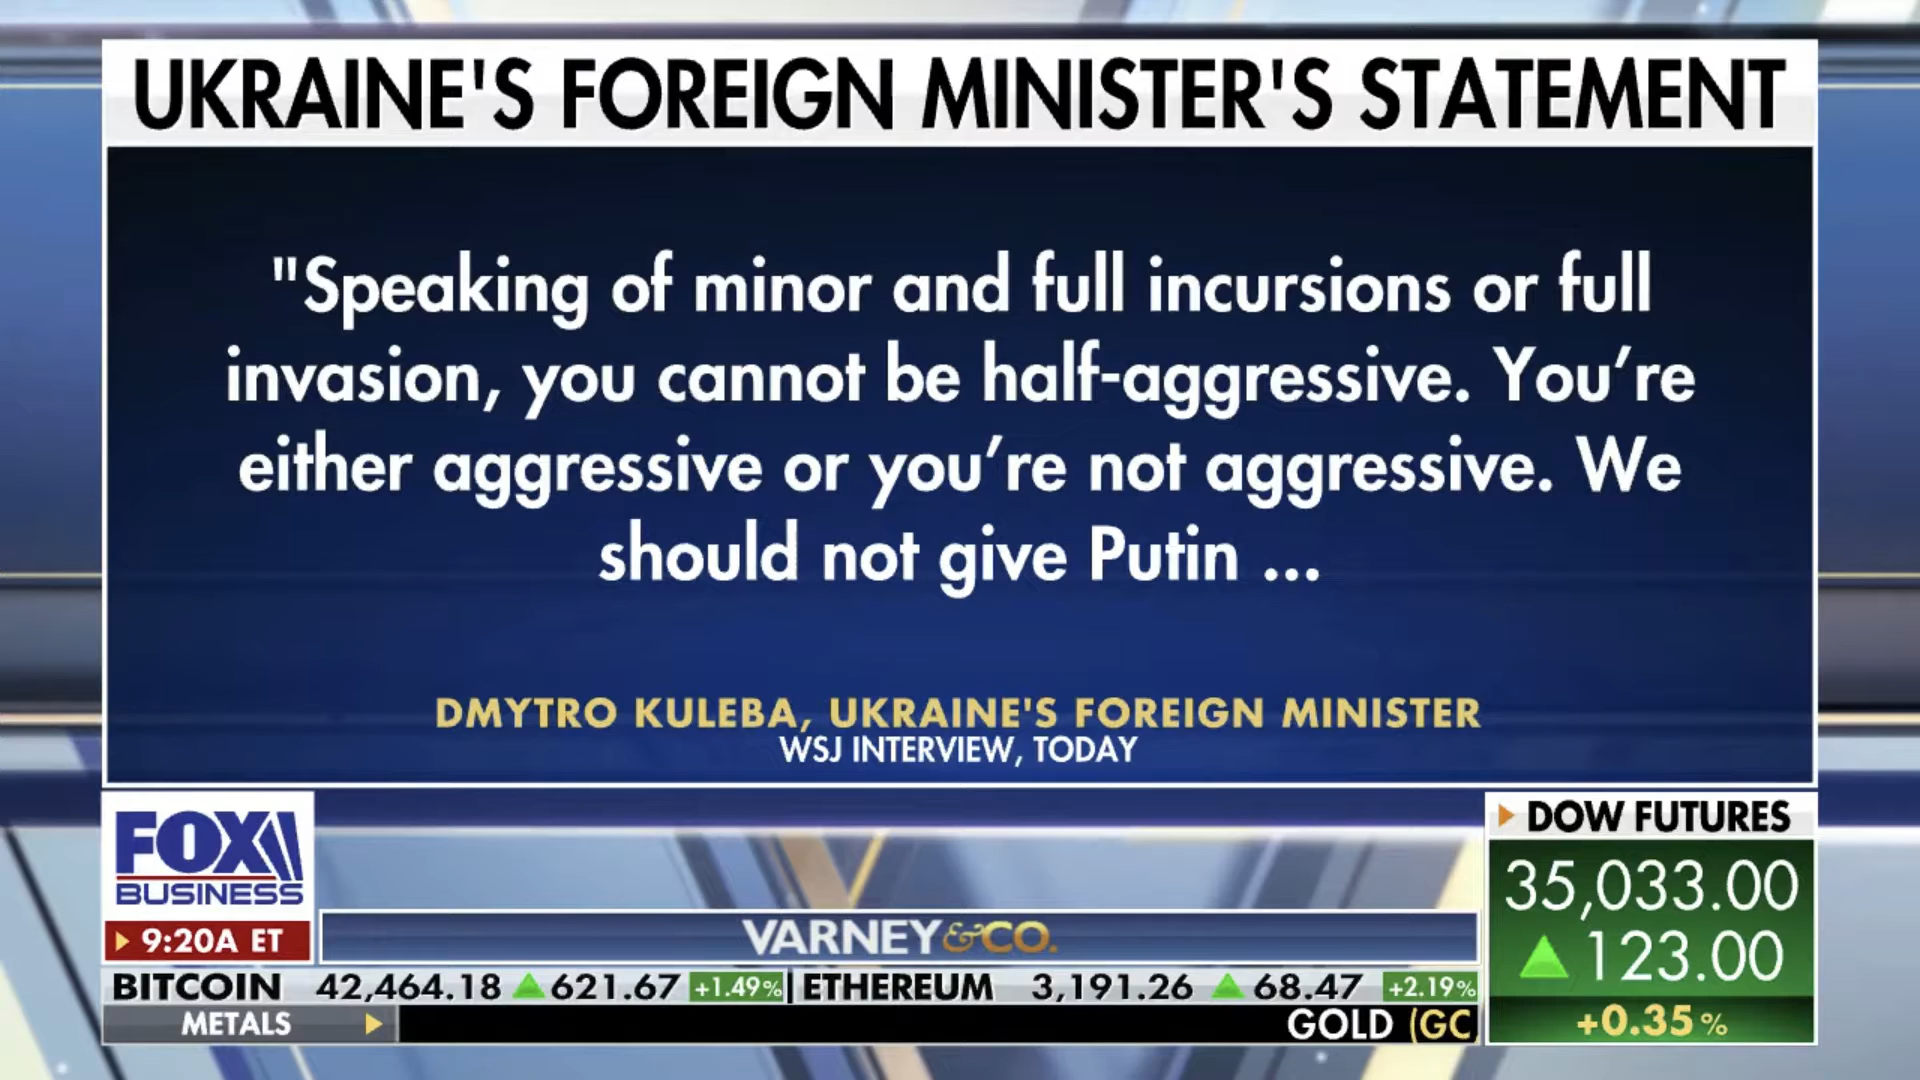 UKRAINE'S FOREIGN MINISTER'S STATEMENT
"Speaking of minor and full incursions or full
invasion, you cannot be half-aggressive. You’re
either aggressive or you’re not aggressive. We
should not give Putin ...
DMYTRO KULEBA, UKRAINE'S FOREIGN MINISTER
WSJ INTERVIEW, TODAY
FOX
BUSINESS
9:20A ET
VARNEY & CO.
DOW FUTURES
35,033.00
123.00
+0.35%
BITCOIN 42,464.18 621.67 +1.49% ETHEREUM 3,191.26 68.47 +2.19%
METALS GOLD (GC